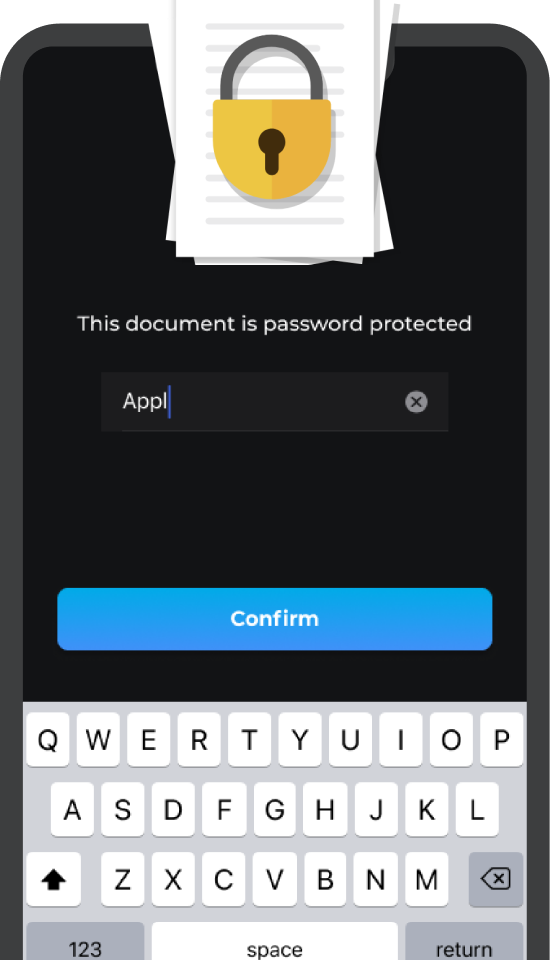 This document is password protected
Appl
Confirm
Q W E R T Y U I O P
A S D F G H J K L
Z X C V B N M
123 space return